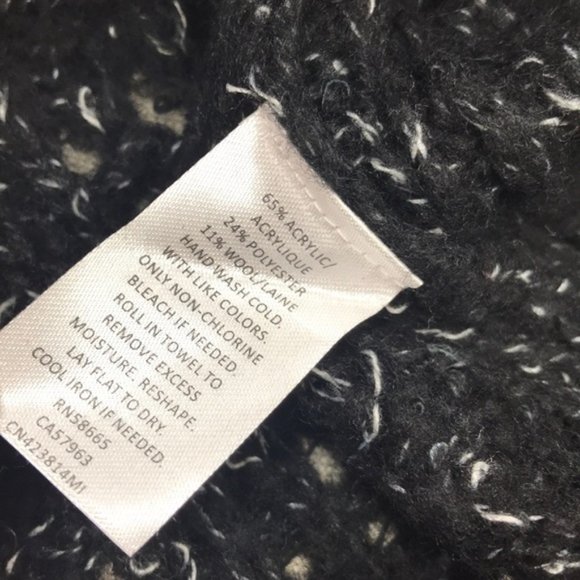 65% ACRYLIC/
ACRYLIQUE
24% POLYESTER
11% WOOL/LAINE
HAND WASH COLD.
WITH LIKE COLORS.
ONLY NON-CHLORINE
BLEACH IF NEEDED
ROLL IN TOWEL TO
REMOVE EXCESS
MOISTURE. RESHAPE.
LAY FLAT TO DRY.
COOL IRON IF NEEDED.
RN58665
CA57963
CN423814MI